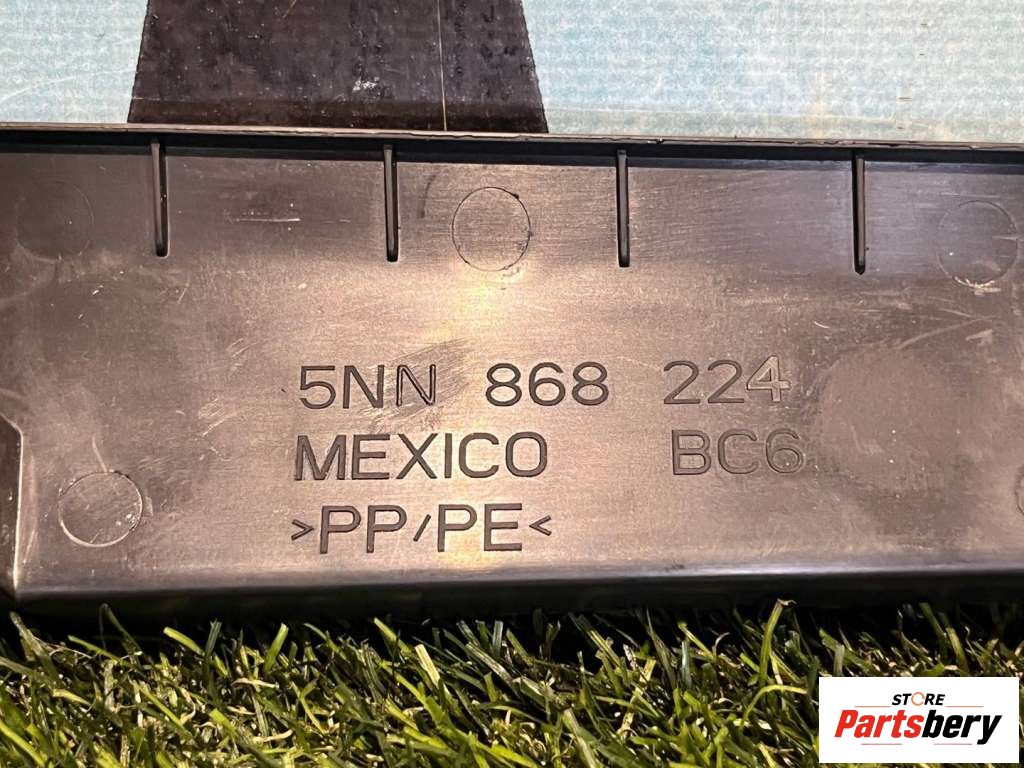 5NN 868 224
MEXICO BC6
>PP/PE<
STORE
Partsbery